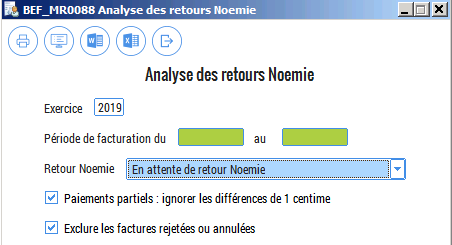 BEF_MR0088 Analyse des retours Noemie
Analyse des retours Noemie
Exercice 2019
Période de facturation du au
Retour Noemie En attente de retour Noemie
Paiements partiels : ignorer les différences de 1 centime
Exclure les factures rejetées ou annulées